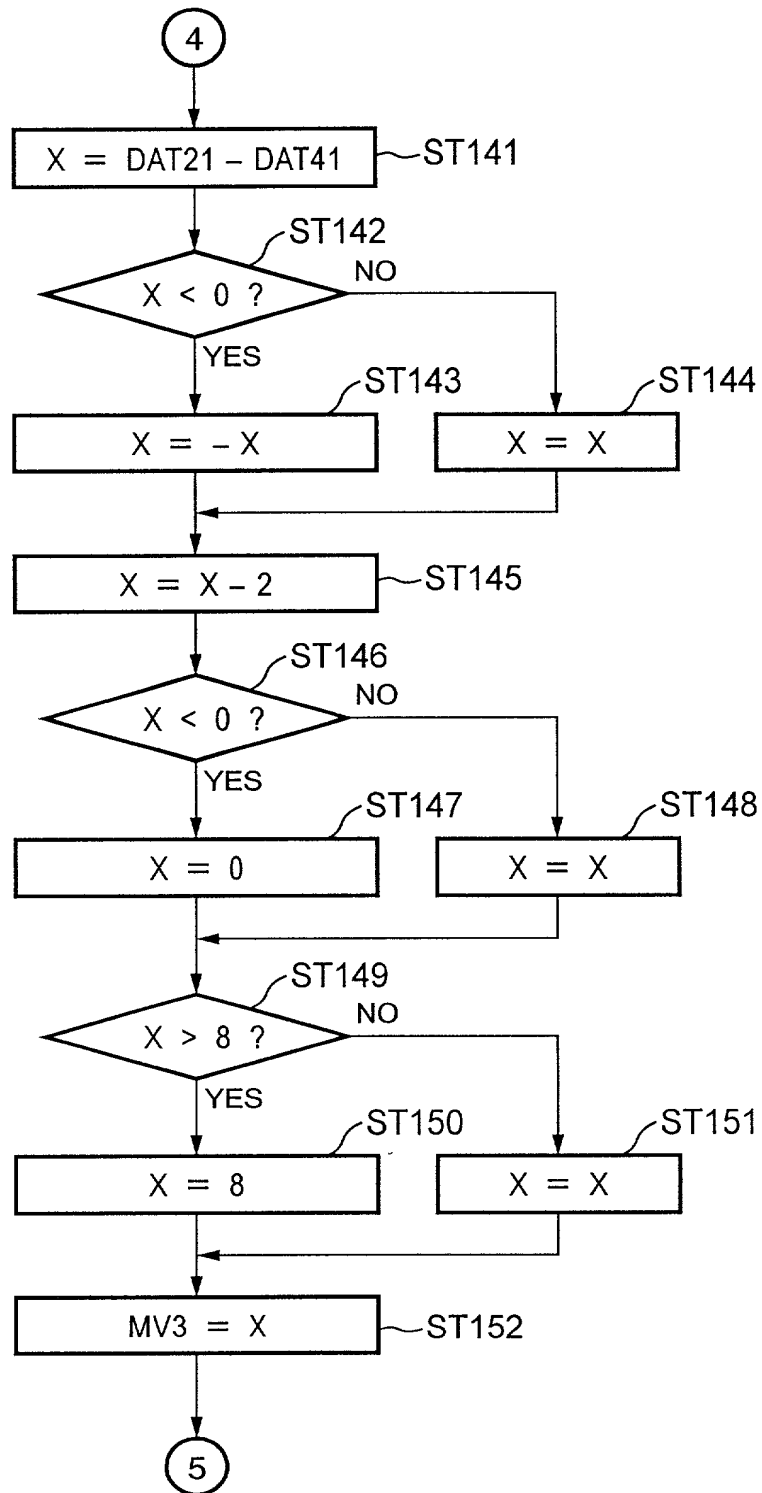 4
X = DAT21 – DAT41
ST141
ST142
X < 0 ?
NO
YES
ST143
ST144
X = – X
X = X
X = X – 2
ST145
ST146
X < 0 ?
NO
YES
ST147
ST148
X = 0
X = X
ST149
X > 8 ?
NO
YES
ST150
ST151
X = 8
X = X
MV3 = X
ST152
5